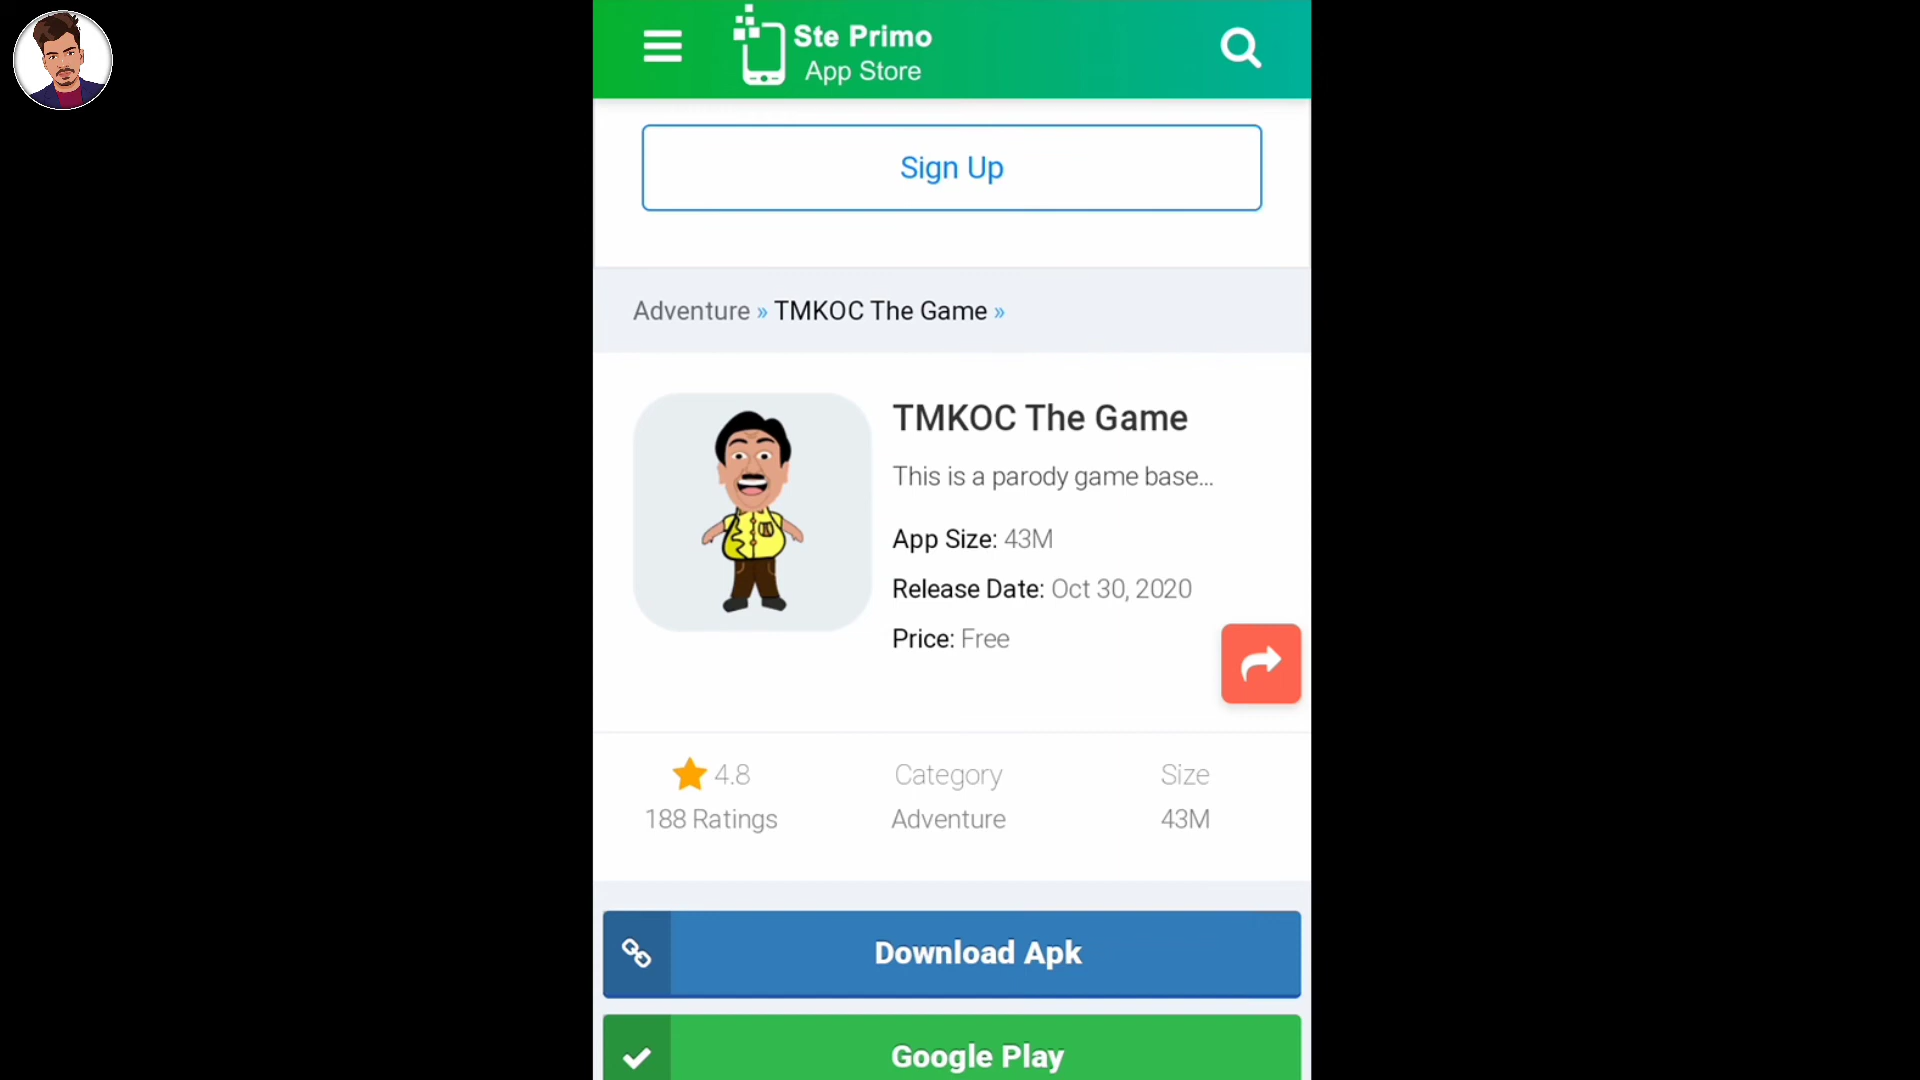 Ste Primo
App Store
Sign Up
Adventure » TMKOC The Game »
TMKOC The Game
This is a parody game base...
App Size: 43M
Release Date: Oct 30, 2020
Price: Free
4.8 Category Size
188 Ratings Adventure 43M
Download Apk
Google Play